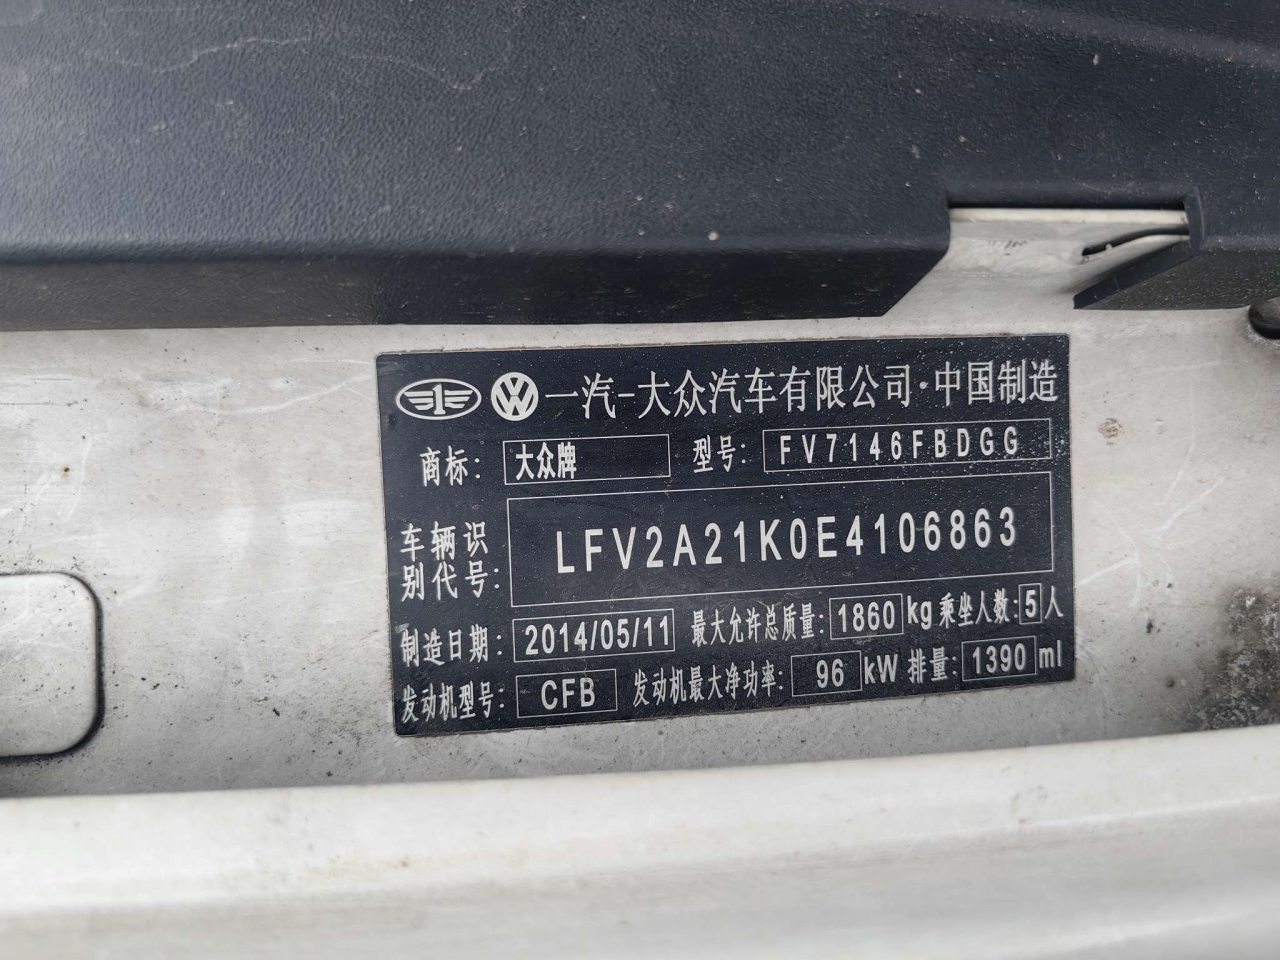 一汽-大众汽车有限公司·中国制造
商标: 大众牌 型号: FV7146FBDGG
车辆识别代号: LFV2A21K0E4106863
制造日期: 2014/05/11 最大允许总质量: 1860 kg 乘坐人数: 5 人
发动机型号: CFB 发动机最大净功率: 96 kW 排量: 1390 ml